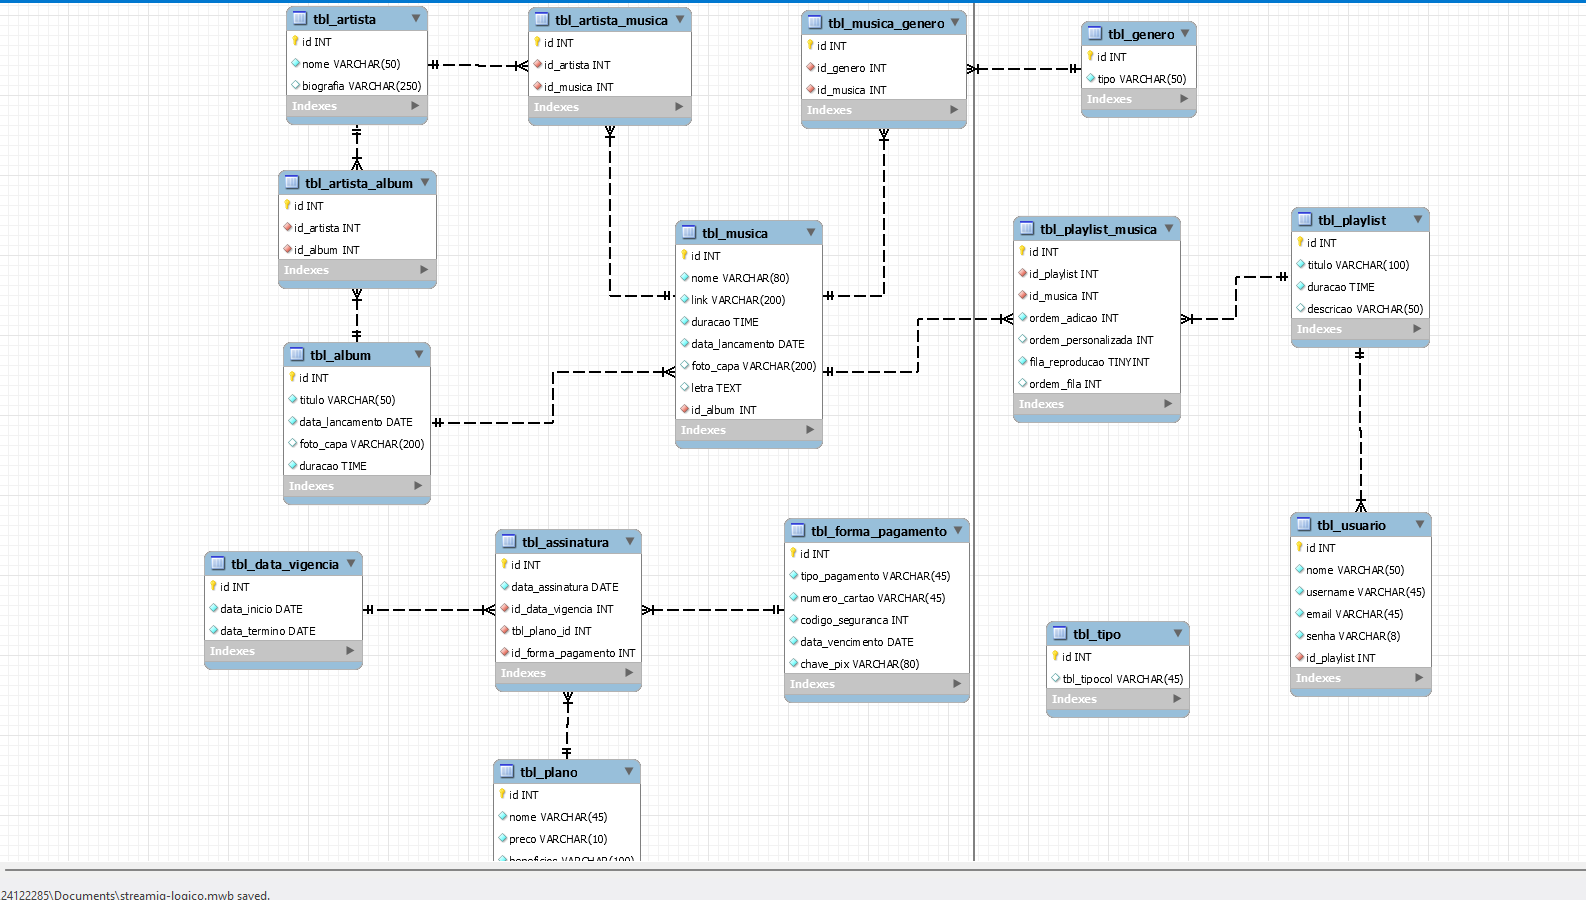 tbl_artista
id INT
nome VARCHAR(50)
biografia VARCHAR(250)
Indexes
tbl_artista_musica
id INT
id_artista INT
id_musica INT
Indexes
tbl_musica_genero
id INT
id_genero INT
id_musica INT
Indexes
tbl_genero
id INT
tipo VARCHAR(50)
Indexes
tbl_artista_album
id INT
id_artista INT
id_album INT
Indexes
tbl_musica
id INT
nome VARCHAR(80)
link VARCHAR(200)
duracao TIME
data_lancamento DATE
foto_capa VARCHAR(200)
letra TEXT
id_album INT
Indexes
tbl_playlist_musica
id INT
id_playlist INT
id_musica INT
ordem_adicao INT
ordem_personalizada INT
fila_reproducao TINYINT
ordem_fila INT
Indexes
tbl_playlist
id INT
titulo VARCHAR(100)
duracao TIME
descricao VARCHAR(50)
Indexes
tbl_album
id INT
titulo VARCHAR(50)
data_lancamento DATE
foto_capa VARCHAR(200)
duracao TIME
Indexes
tbl_data_vigencia
id INT
data_inicio DATE
data_termino DATE
Indexes
tbl_assinatura
id INT
data_assinatura DATE
id_data_vigencia INT
tbl_plano_id INT
id_forma_pagamento INT
Indexes
tbl_forma_pagamento
id INT
tipo_pagamento VARCHAR(45)
numero_cartao VARCHAR(45)
codigo_seguranca INT
data_vencimento DATE
chave_pix VARCHAR(80)
Indexes
tbl_tipo
id INT
tbl_tipocol VARCHAR(45)
Indexes
tbl_usuario
id INT
nome VARCHAR(50)
username VARCHAR(45)
email VARCHAR(45)
senha VARCHAR(8)
id_playlist INT
Indexes
tbl_plano
id INT
nome VARCHAR(45)
preco VARCHAR(10)
beneficios VARCHAR(100)
24122285\Documents\streamig-logico.mwb saved.